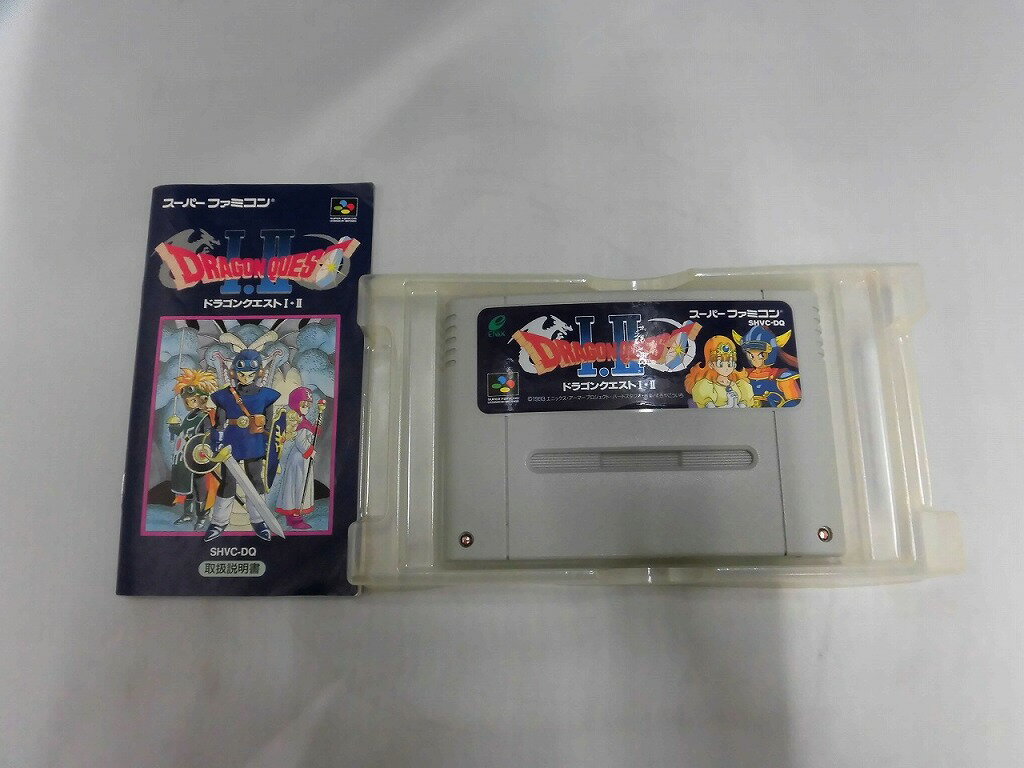 スーパーファミコン®
I・II
DRAGON QUEST
ドラゴンクエストI・II
SHVC-DQ
取扱説明書
ENIX
スーパーファミコン®
SHVC-DQ
I・II
DRAGON QUEST
ドラゴンクエストI・II